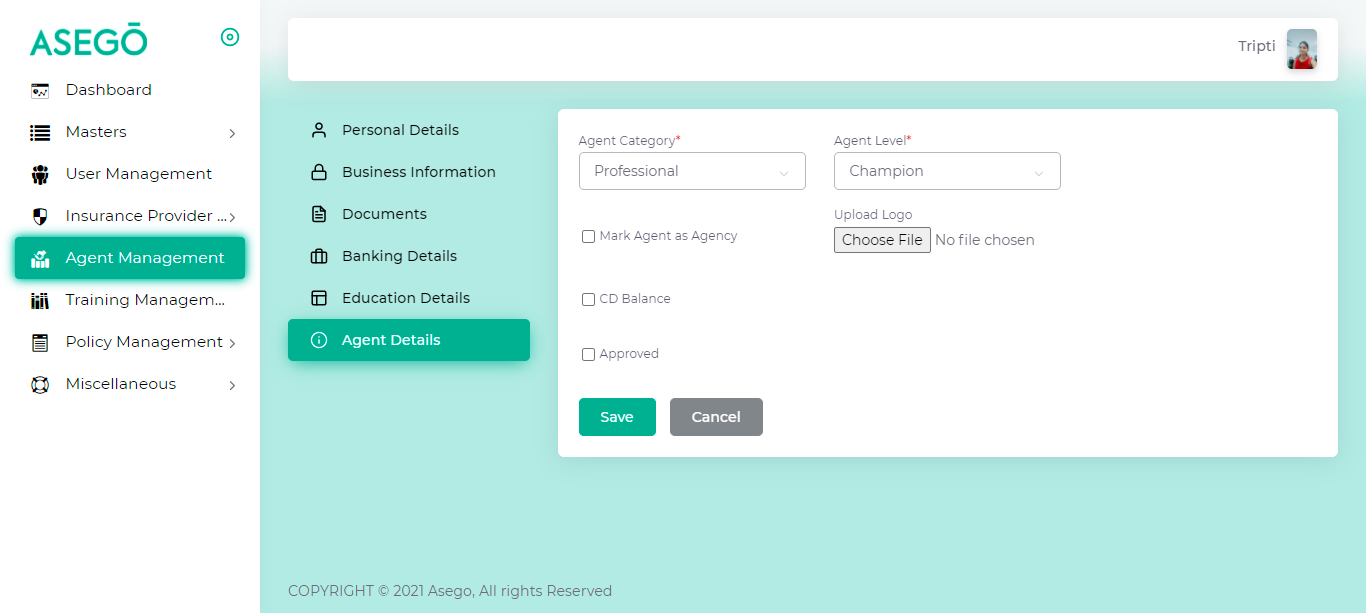 ASEGŌ
Dashboard
Masters
User Management
Insurance Provider ...
Agent Management
Training Managem...
Policy Management
Miscellaneous
Tripti
Personal Details
Business Information
Documents
Banking Details
Education Details
Agent Details
Agent Category* Agent Level*
Professional Champion
Upload Logo
Mark Agent as Agency Choose File No file chosen
CD Balance
Approved
Save Cancel
COPYRIGHT © 2021 Asego, All rights Reserved